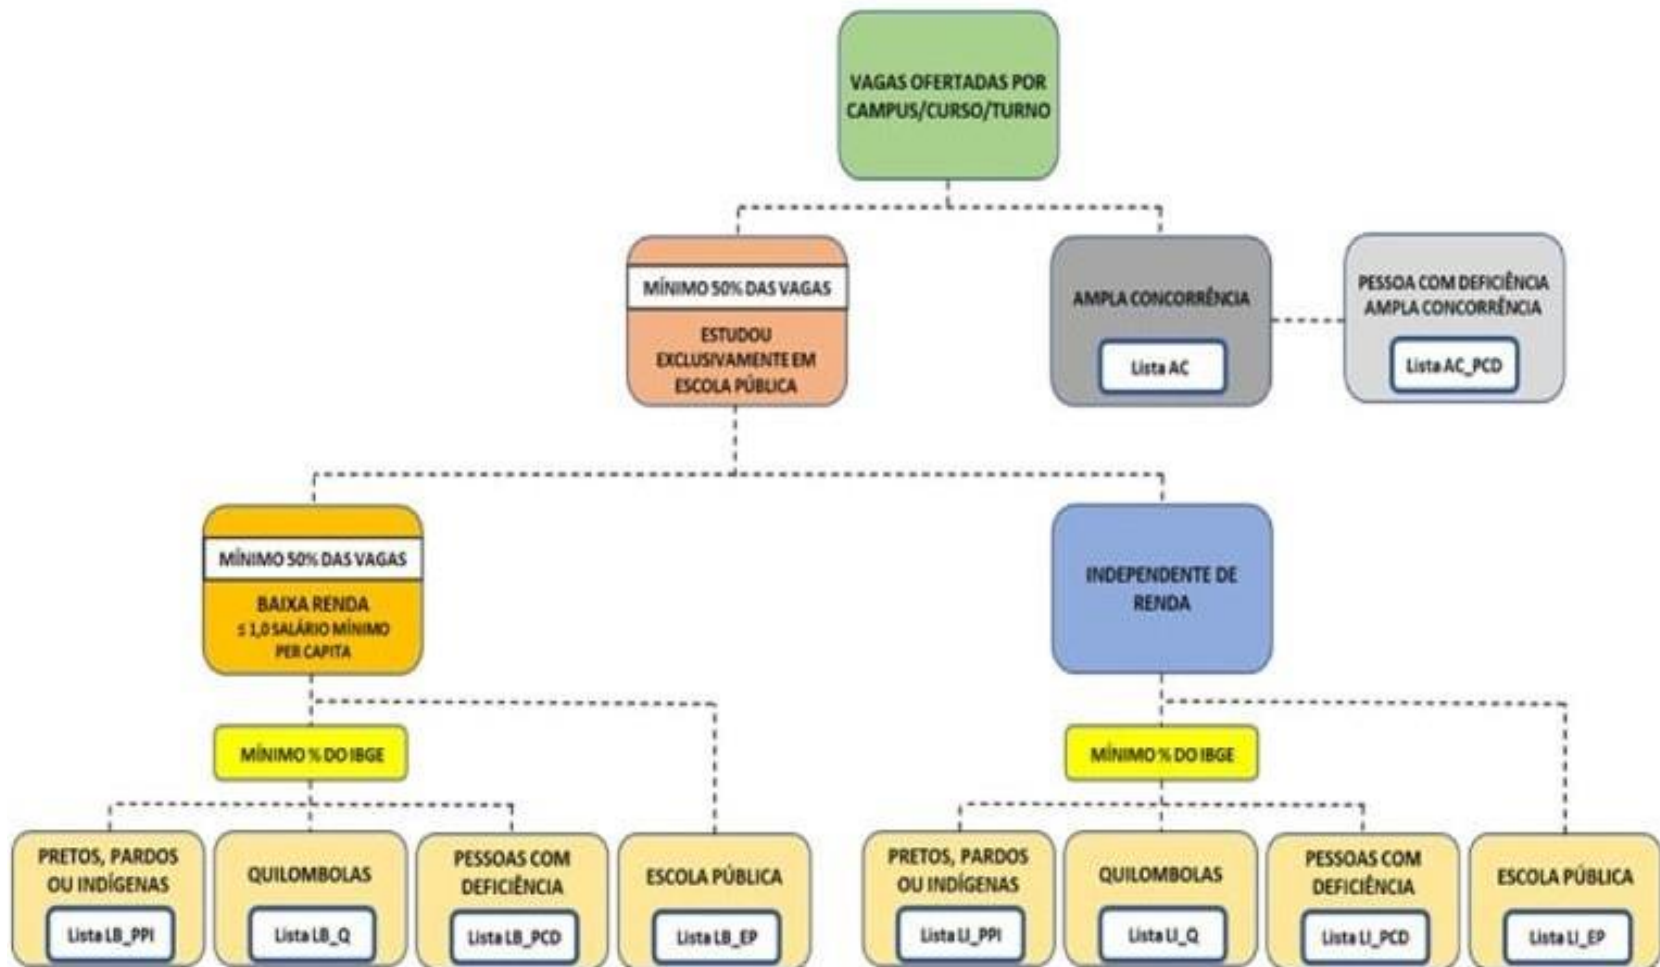 VAGAS OFERTADAS POR
CAMPUS/CURSO/TURNO
MÍNIMO 50% DAS VAGAS
ESTUDOU
EXCLUSIVAMENTE EM
ESCOLA PÚBLICA
AMPLA CONCORRÊNCIA
Lista AC
PESSOA COM DEFICIÊNCIA
AMPLA CONCORRÊNCIA
Lista AC_PCD
MÍNIMO 50% DAS VAGAS
BAIXA RENDA
≤ 1,0 SALÁRIO MÍNIMO
PER CAPITA
INDEPENDENTE DE
RENDA
MÍNIMO % DO IBGE
MÍNIMO % DO IBGE
PRETOS, PARDOS
OU INDÍGENAS
Lista LB_PPI
QUILOMBOLAS
Lista LB_Q
PESSOAS COM
DEFICIÊNCIA
Lista LB_PCD
ESCOLA PÚBLICA
Lista LB_EP
PRETOS, PARDOS
OU INDÍGENAS
Lista LI_PPI
QUILOMBOLAS
Lista LI_Q
PESSOAS COM
DEFICIÊNCIA
Lista LI_PCD
ESCOLA PÚBLICA
Lista LI_EP